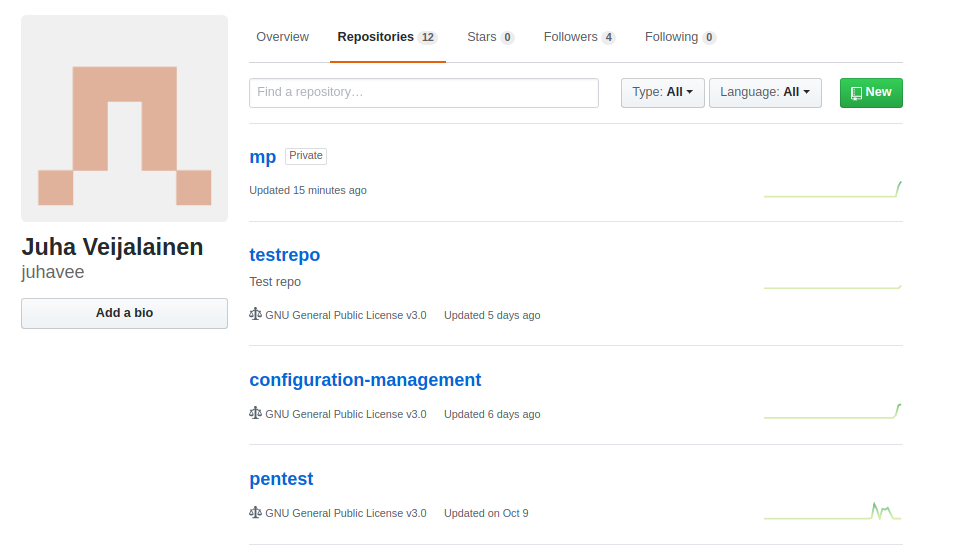 Overview Repositories 12 Stars 0 Followers 4 Following 0
Find a repository… Type: All Language: All New
mp Private
Updated 15 minutes ago
Juha Veijalainen
juhavee
Add a bio
testrepo
Test repo
GNU General Public License v3.0 Updated 5 days ago
configuration-management
GNU General Public License v3.0 Updated 6 days ago
pentest
GNU General Public License v3.0 Updated on Oct 9